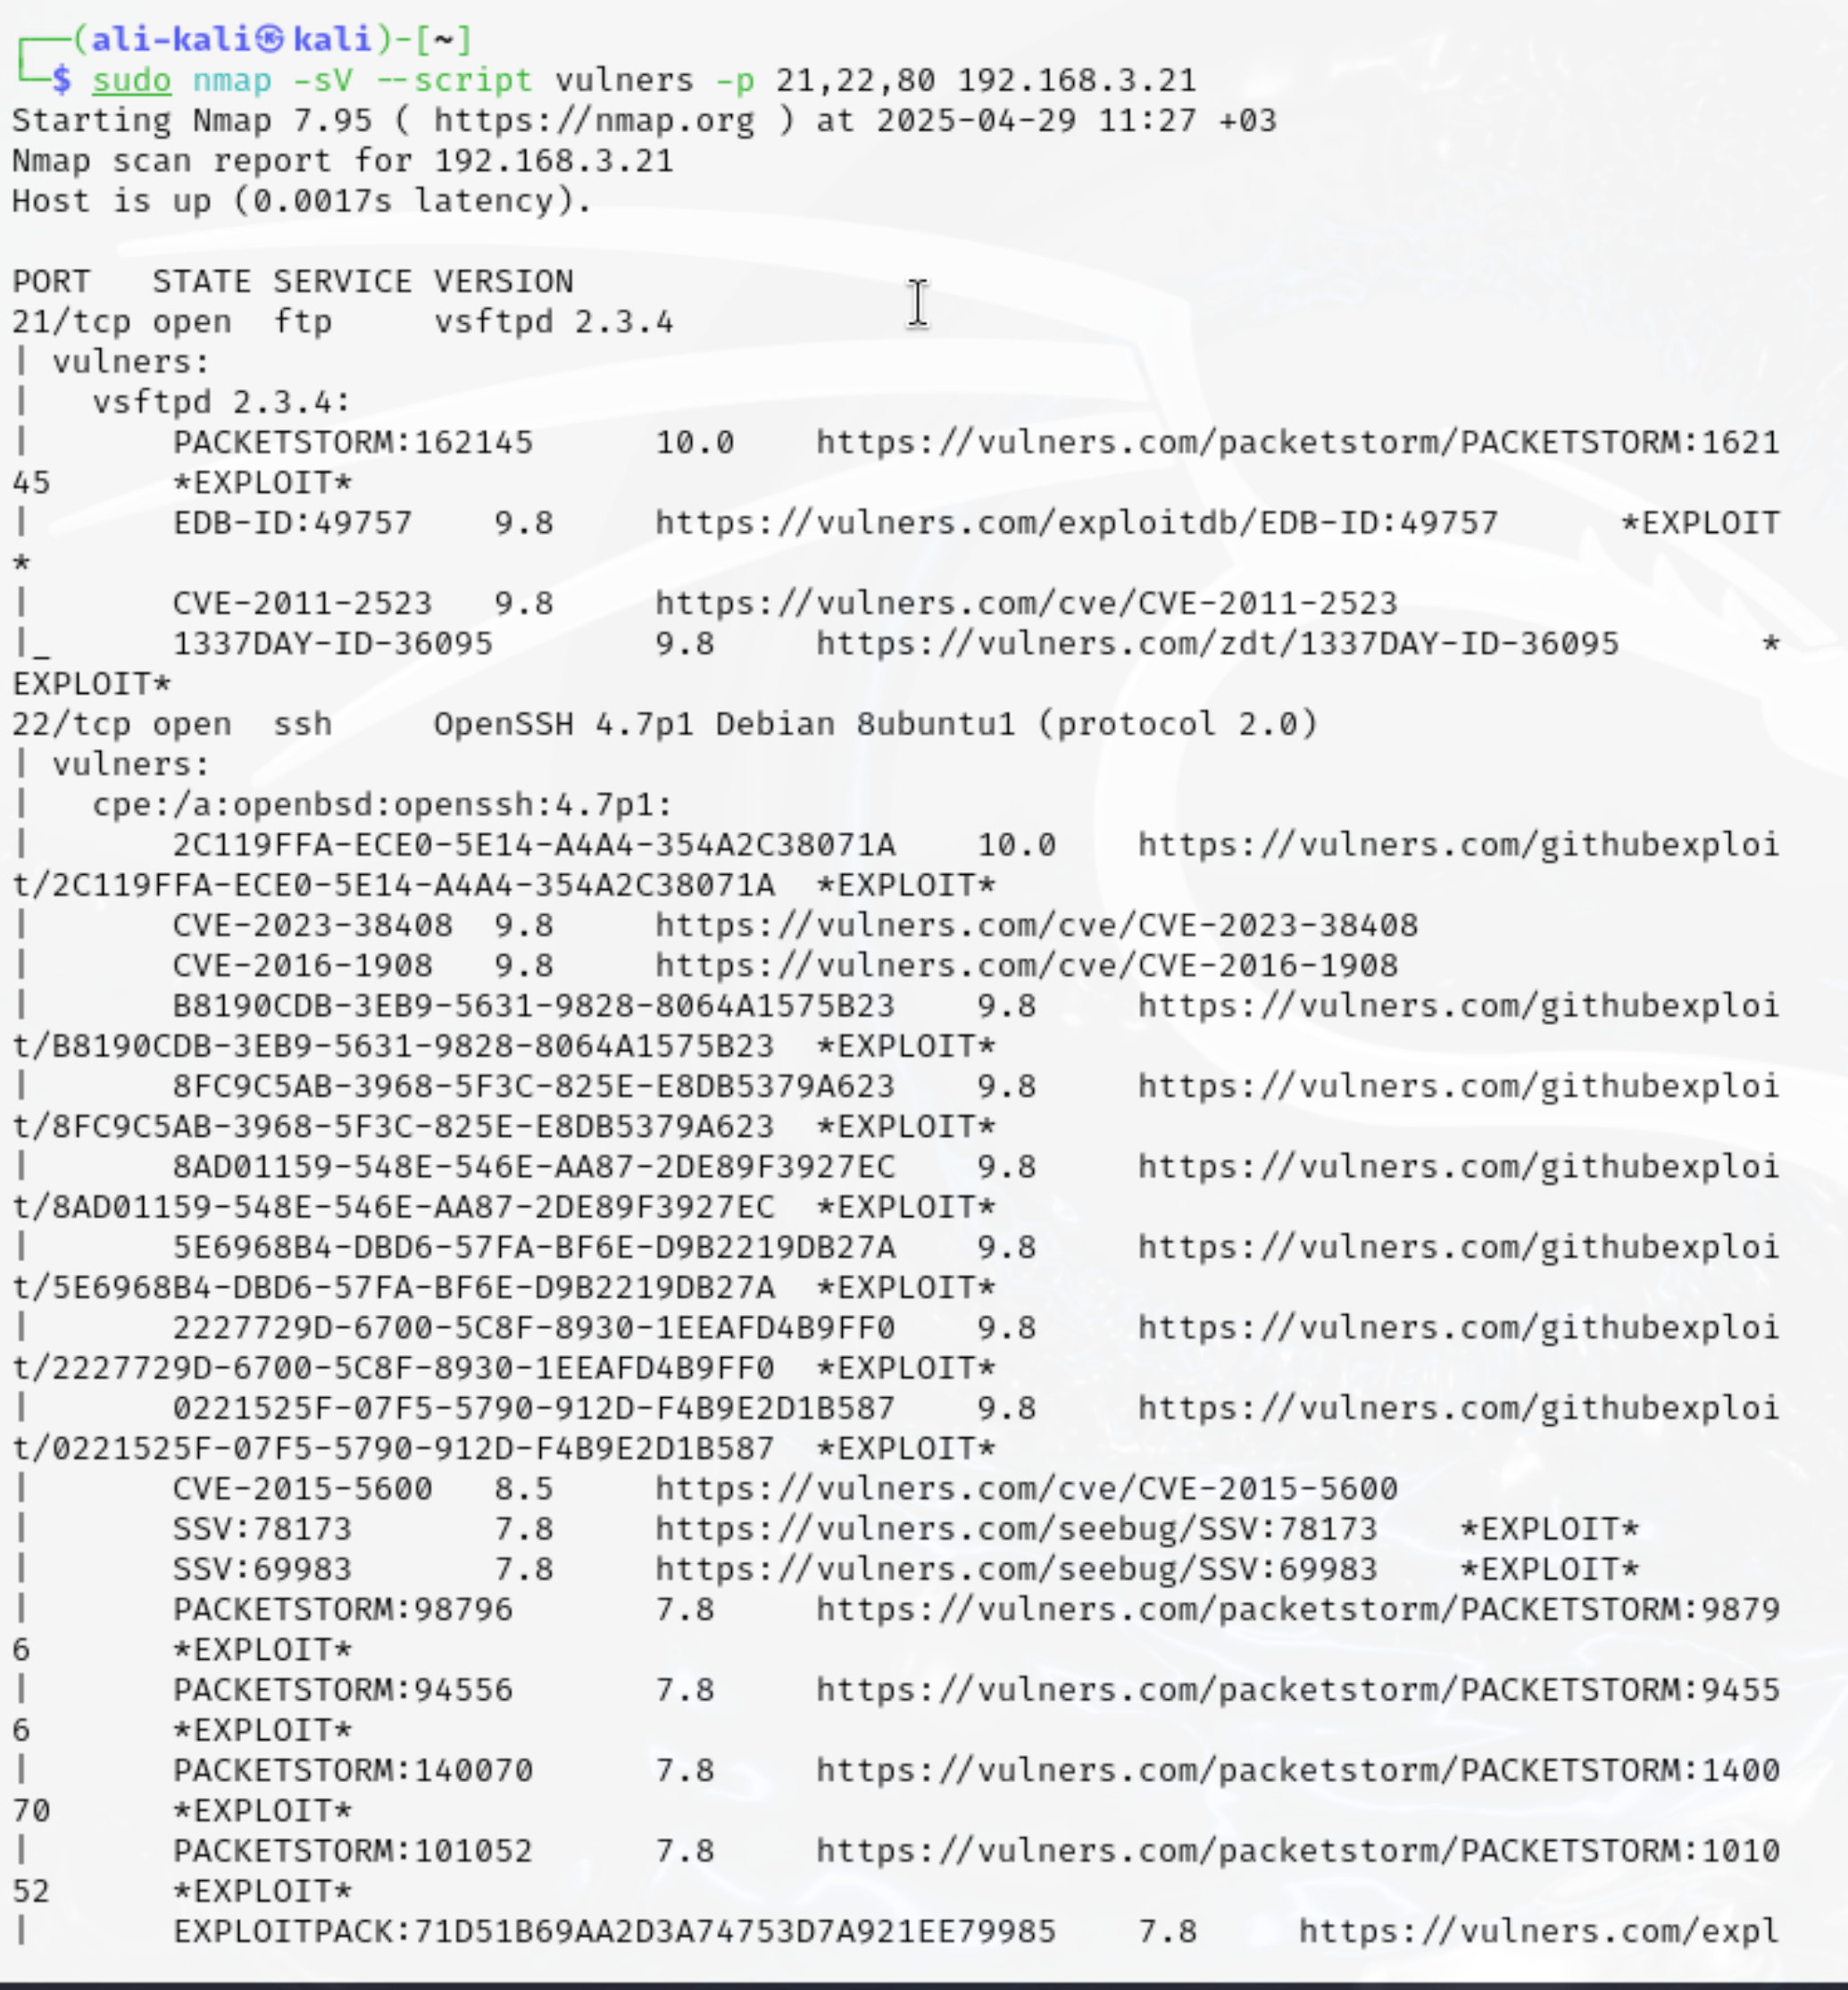 ┌──(ali-kali㉿kali)-[~]
└─$ sudo nmap -sV --script vulners -p 21,22,80 192.168.3.21
Starting Nmap 7.95 ( https://nmap.org ) at 2025-04-29 11:27 +03
Nmap scan report for 192.168.3.21
Host is up (0.0017s latency).
PORT   STATE SERVICE VERSION
21/tcp open  ftp     vsftpd 2.3.4
| vulners:
|   vsftpd 2.3.4:
|       PACKETSTORM:162145      10.0    https://vulners.com/packetstorm/PACKETSTORM:1621
45      *EXPLOIT*
|       EDB-ID:49757    9.8     https://vulners.com/exploitdb/EDB-ID:49757      *EXPLOIT
*
|       CVE-2011-2523   9.8     https://vulners.com/cve/CVE-2011-2523
|_      1337DAY-ID-36095        9.8     https://vulners.com/zdt/1337DAY-ID-36095       *
EXPLOIT*
22/tcp open  ssh     OpenSSH 4.7p1 Debian 8ubuntu1 (protocol 2.0)
| vulners:
|   cpe:/a:openbsd:openssh:4.7p1:
|       2C119FFA-ECE0-5E14-A4A4-354A2C38071A    10.0    https://vulners.com/githubexploi
t/2C119FFA-ECE0-5E14-A4A4-354A2C38071A  *EXPLOIT*
|       CVE-2023-38408  9.8     https://vulners.com/cve/CVE-2023-38408
|       CVE-2016-1908   9.8     https://vulners.com/cve/CVE-2016-1908
|       B8190CDB-3EB9-5631-9828-8064A1575B23    9.8     https://vulners.com/githubexploi
t/B8190CDB-3EB9-5631-9828-8064A1575B23  *EXPLOIT*
|       8FC9C5AB-3968-5F3C-825E-E8DB5379A623    9.8     https://vulners.com/githubexploi
t/8FC9C5AB-3968-5F3C-825E-E8DB5379A623  *EXPLOIT*
|       8AD01159-548E-546E-AA87-2DE89F3927EC    9.8     https://vulners.com/githubexploi
t/8AD01159-548E-546E-AA87-2DE89F3927EC  *EXPLOIT*
|       5E6968B4-DBD6-57FA-BF6E-D9B2219DB27A    9.8     https://vulners.com/githubexploi
t/5E6968B4-DBD6-57FA-BF6E-D9B2219DB27A  *EXPLOIT*
|       2227729D-6700-5C8F-8930-1EEAFD4B9FF0    9.8     https://vulners.com/githubexploi
t/2227729D-6700-5C8F-8930-1EEAFD4B9FF0  *EXPLOIT*
|       0221525F-07F5-5790-912D-F4B9E2D1B587    9.8     https://vulners.com/githubexploi
t/0221525F-07F5-5790-912D-F4B9E2D1B587  *EXPLOIT*
|       CVE-2015-5600   8.5     https://vulners.com/cve/CVE-2015-5600
|       SSV:78173       7.8     https://vulners.com/seebug/SSV:78173    *EXPLOIT*
|       SSV:69983       7.8     https://vulners.com/seebug/SSV:69983    *EXPLOIT*
|       PACKETSTORM:98796       7.8     https://vulners.com/packetstorm/PACKETSTORM:9879
6       *EXPLOIT*
|       PACKETSTORM:94556       7.8     https://vulners.com/packetstorm/PACKETSTORM:9455
6       *EXPLOIT*
|       PACKETSTORM:140070      7.8     https://vulners.com/packetstorm/PACKETSTORM:1400
70      *EXPLOIT*
|       PACKETSTORM:101052      7.8     https://vulners.com/packetstorm/PACKETSTORM:1010
52      *EXPLOIT*
|       EXPLOITPACK:71D51B69AA2D3A74753D7A921EE79985    7.8     https://vulners.com/expl